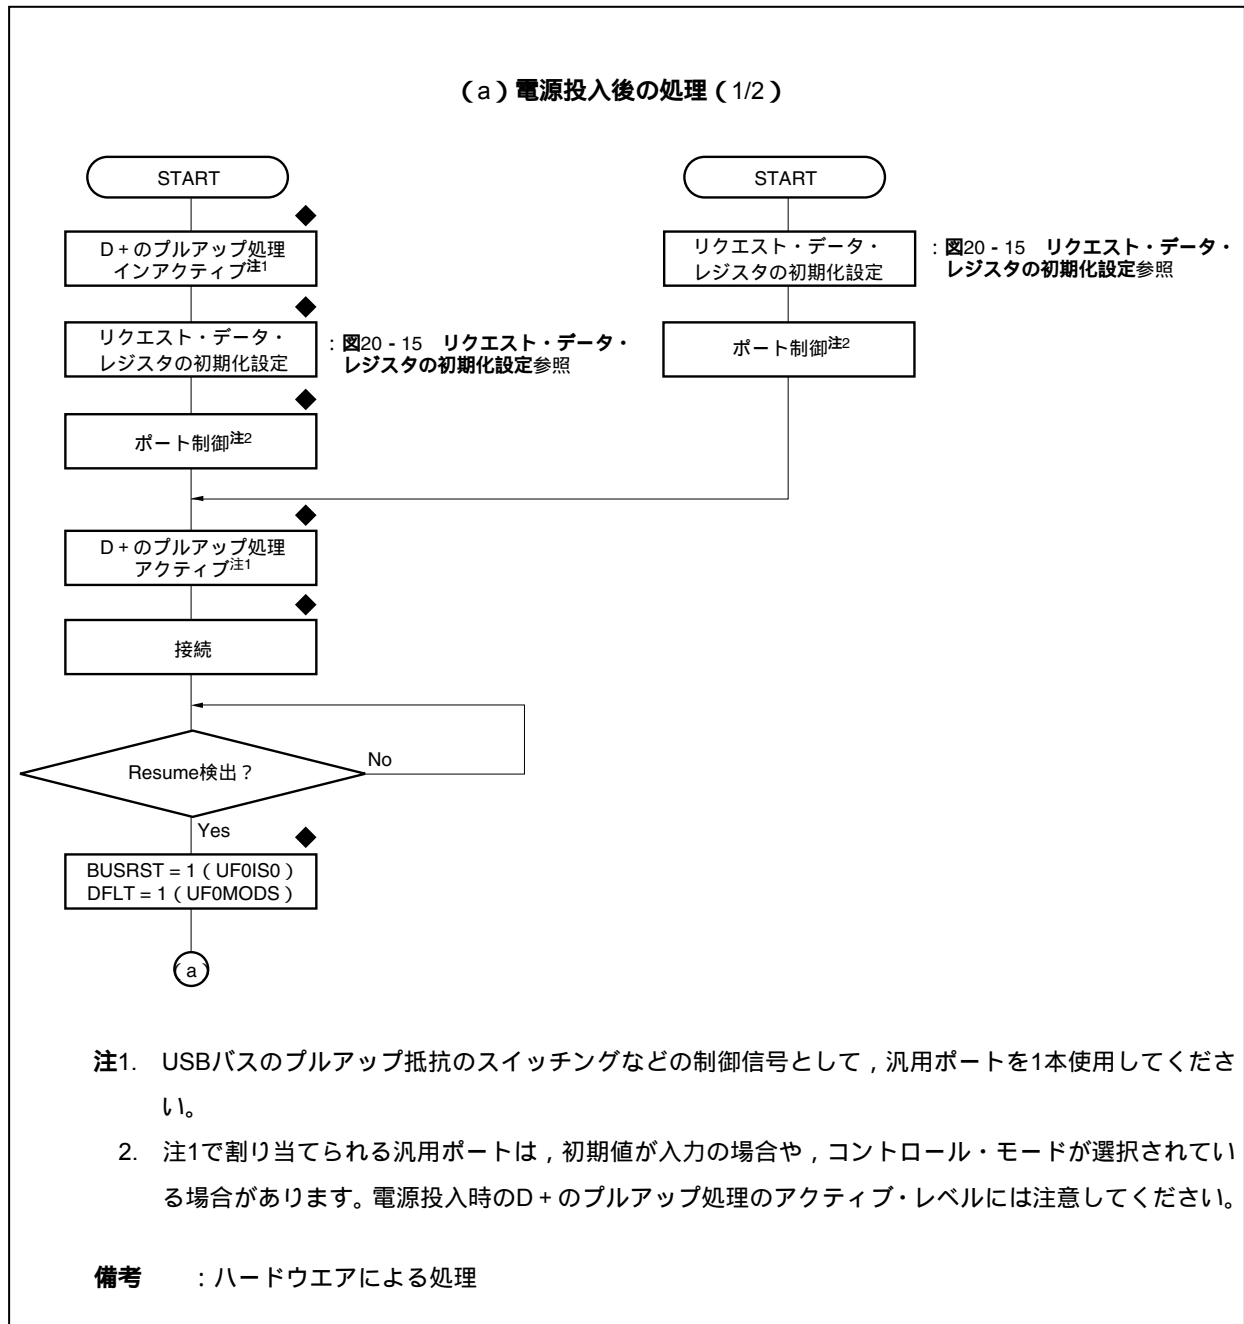 （a）電源投入後の処理（1/2）
START
D+のプルアップ処理
インアクティブ注1
リクエスト・データ・
レジスタの初期化設定
：図20-15　リクエスト・データ・
レジスタの初期化設定参照
ポート制御注2
START
リクエスト・データ・
レジスタの初期化設定
：図20-15　リクエスト・データ・
レジスタの初期化設定参照
ポート制御注2
D+のプルアップ処理
アクティブ注1
接続
Resume検出？
No
Yes
BUSRST = 1（UF0IS0）
DFLT = 1（UF0MODS）
a
注1.　USBバスのプルアップ抵抗のスイッチングなどの制御信号として，汎用ポートを1本使用してくださ
い。
2.　注1で割り当てられる汎用ポートは，初期値が入力の場合や，コントロール・モードが選択されてい
る場合があります。電源投入時のD+のプルアップ処理のアクティブ・レベルには注意してください。
備考　：ハードウエアによる処理